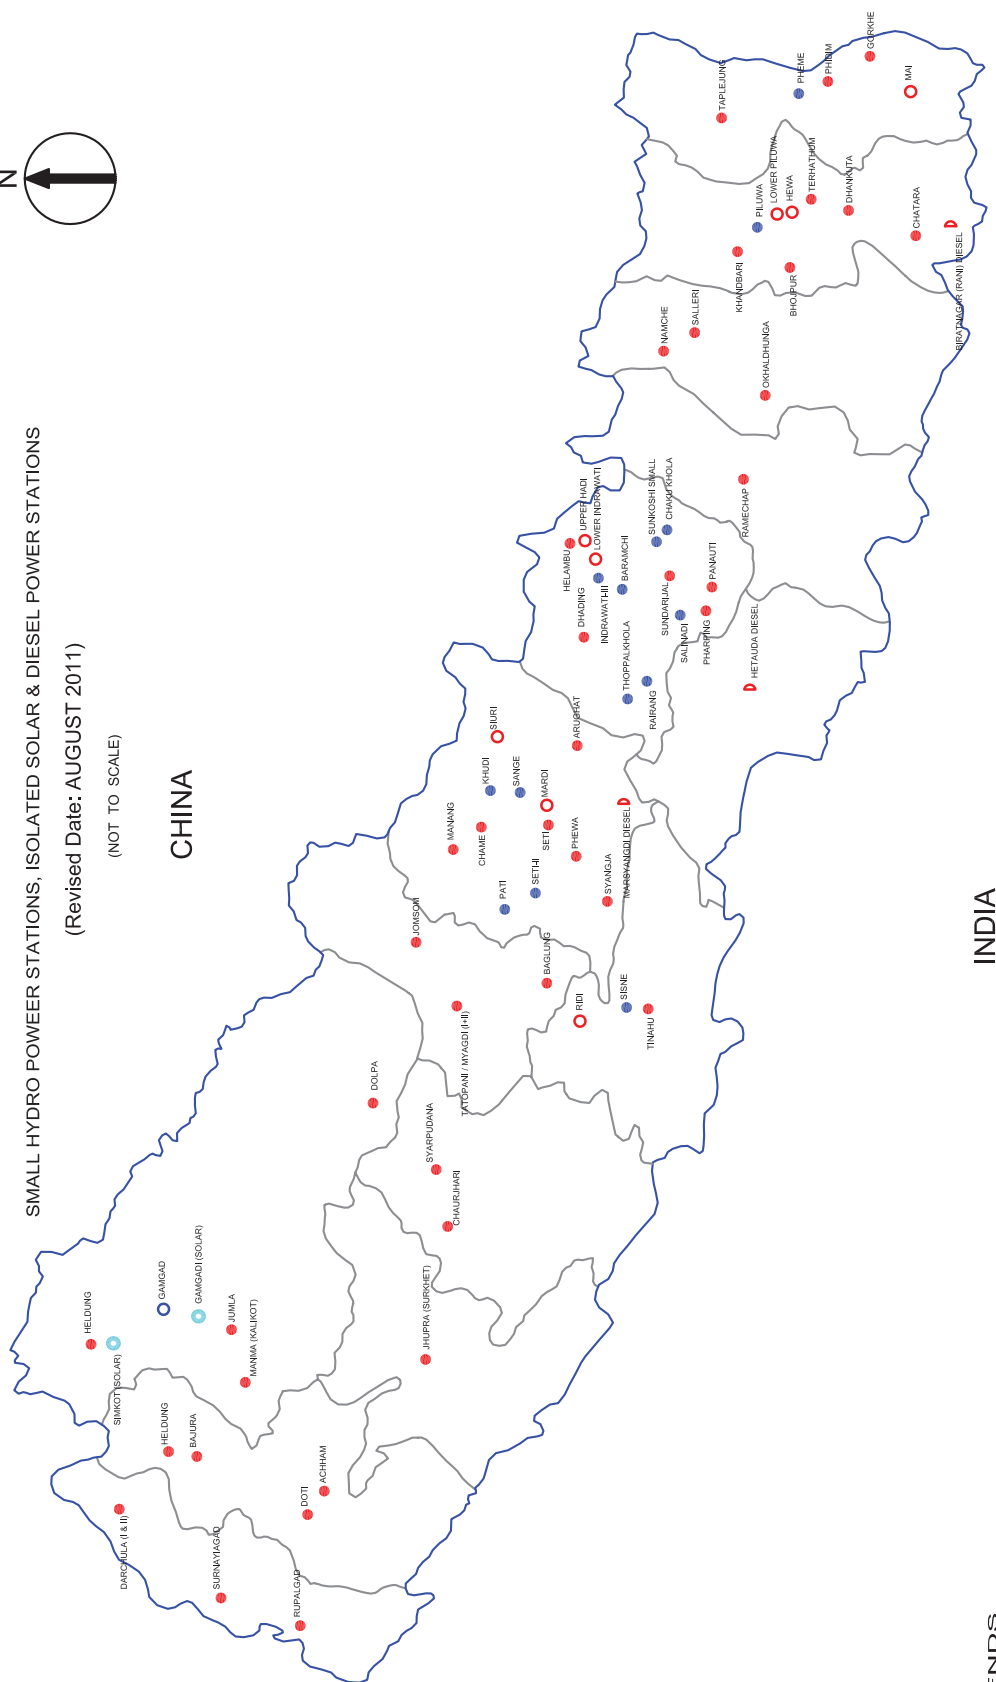 N
SMALL HYDRO POWEER STATIONS, ISOLATED SOLAR & DIESEL POWER STATIONS
(Revised Date: AUGUST 2011)
(NOT TO SCALE)
CHINA
INDIA
HELDUNG
SIMKOT (SOLAR)
GAMGAD
GAMGADI (SOLAR)
JUMLA
MANMA (KALIKOT)
HELDUNG
BAJURA
DARCHULA (I & II)
SURNAYIAGAD
RUPALGAD
DOTI
ACHHAM
DOLPA
SYARPUDANA
CHAURJHARI
JHUPRA (SURKHET)
JOMSOM
TATOPANI / MYAGDI (I+II)
BAGLUNG
RIDI
SISNE
TINAHU
MANANG
CHAME
KHUDI
SIURI
SANGE
PATI
SETI-II
SETI
MARDI
PHEWA
SYANGJA
MARSYANGDI DIESEL
ARUGHAT
HELAMBU
UPPER HADI
LOWER INDRAWATI
DHADING
INDRAWATI-III
BARAMCHI
THOPPALKHOLA
RAIRANG
SUNKOSHI SMALL
CHAKU KHOLA
SUNDARIJAL
SALINADI
PHARPING
PANAUTI
HETAUDA DIESEL
RAMECHAP
NAMCHE
SALLERI
OKHALDHUNGA
KHANDBARI
BHOJPUR
PILUWA
LOWER PILUWA
HEWA
TERHATHUM
DHANKUTA
CHATARA
BIRATNAGAR (RANI) DIESEL
TAPLEJUNG
PHEME
PHIDIM
GORKHE
MAI